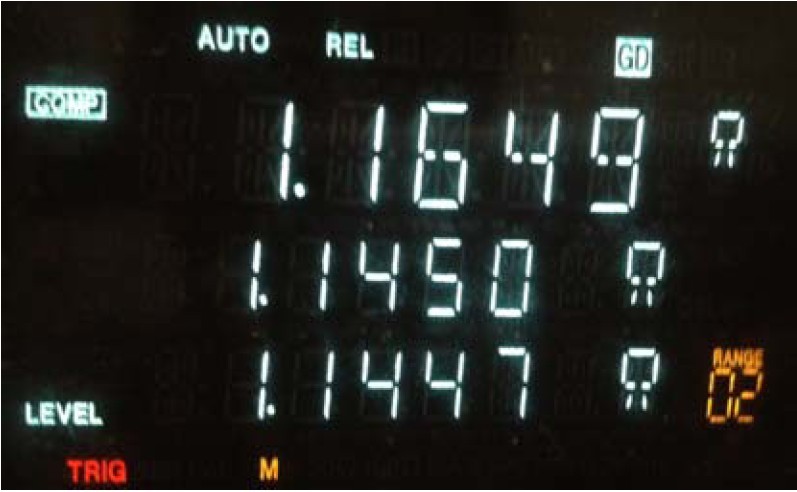 AUTO REL GD
COMP
1.1649 Ω
1.1450 Ω
1.1447 Ω
RANGE
02
LEVEL
TRIG M